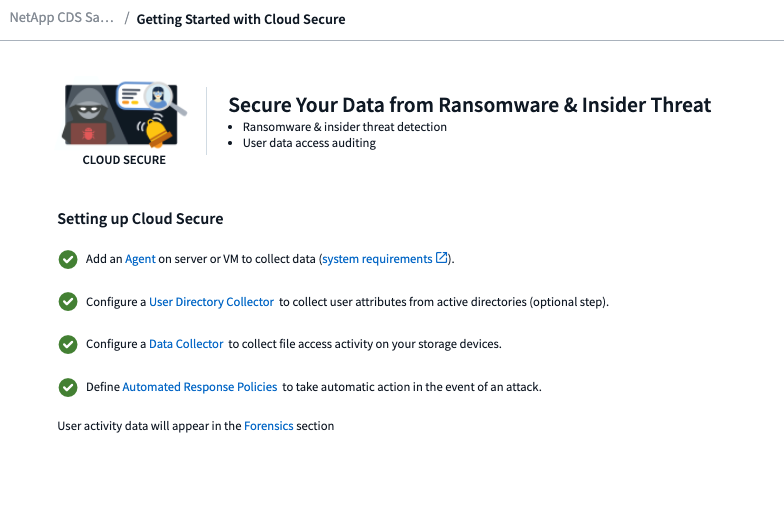 NetApp CDS Sa... / Getting Started with Cloud Secure
Secure Your Data from Ransomware & Insider Threat
• Ransomware & insider threat detection
• User data access auditing
CLOUD SECURE
Setting up Cloud Secure
Add an Agent on server or VM to collect data (system requirements ).
Configure a User Directory Collector to collect user attributes from active directories (optional step).
Configure a Data Collector to collect file access activity on your storage devices.
Define Automated Response Policies to take automatic action in the event of an attack.
User activity data will appear in the Forensics section